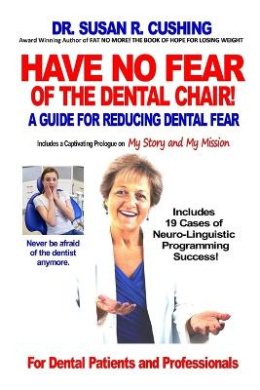 DR. SUSAN R. CUSHING
Award Winning Author of FAT NO MORE! THE BOOK OF HOPE FOR LOSING WEIGHT
HAVE NO FEAR
OF THE DENTAL CHAIR!
A GUIDE FOR REDUCING DENTAL FEAR
Includes a Captivating Prologue on My Story and My Mission
Includes
19 Cases of
Neuro-Linguistic
Programming
Success!
Never be afraid
of the dentist
anymore.
For Dental Patients and Professionals